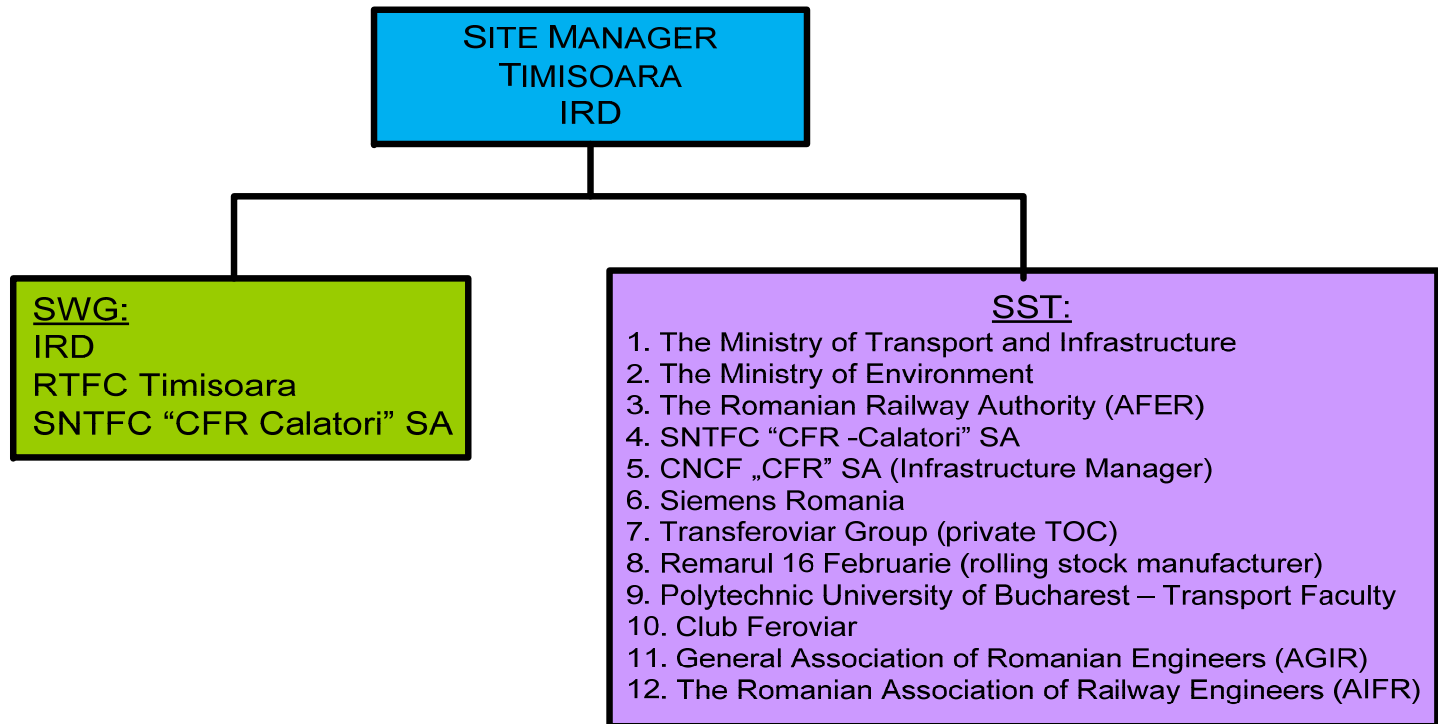 SITE MANAGER
TIMISOARA
IRD
SWG:
IRD
RTFC Timisoara
SNTFC “CFR Calatori” SA
SST:
1. The Ministry of Transport and Infrastructure
2. The Ministry of Environment
3. The Romanian Railway Authority (AFER)
4. SNTFC “CFR -Calatori” SA
5. CNCF „CFR” SA (Infrastructure Manager)
6. Siemens Romania
7. Transferoviar Group (private TOC)
8. Remarul 16 Februarie (rolling stock manufacturer)
9. Polytechnic University of Bucharest – Transport Faculty
10. Club Feroviar
11. General Association of Romanian Engineers (AGIR)
12. The Romanian Association of Railway Engineers (AIFR)